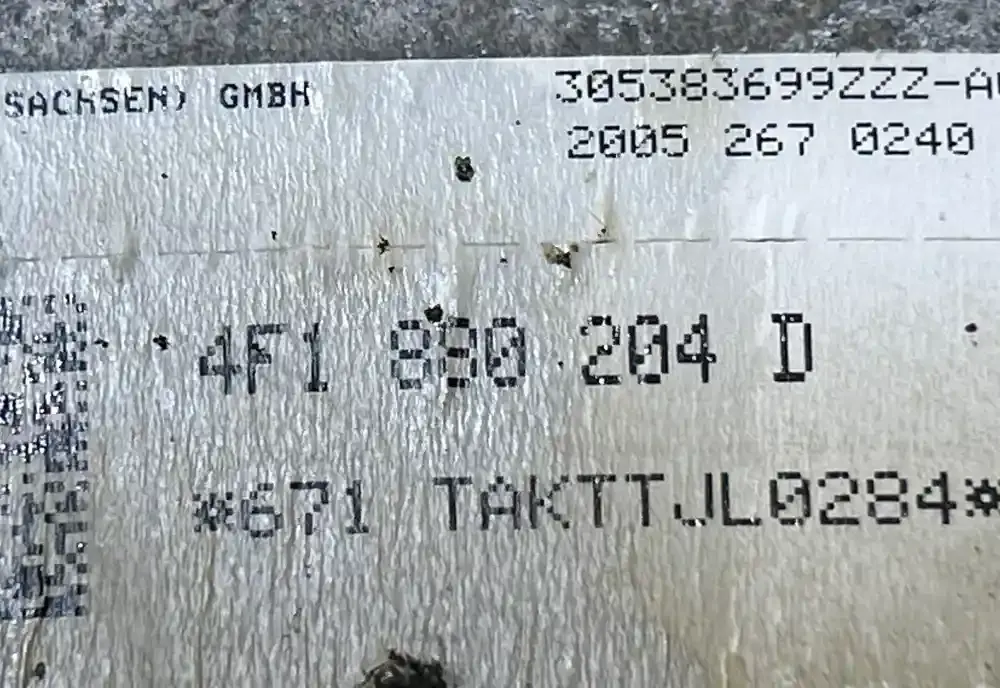 SACHSEN) GMBH
305383699ZZZ-A
2005 267 0240
4F1 880 204 D
*671 TAKTTJL0284*